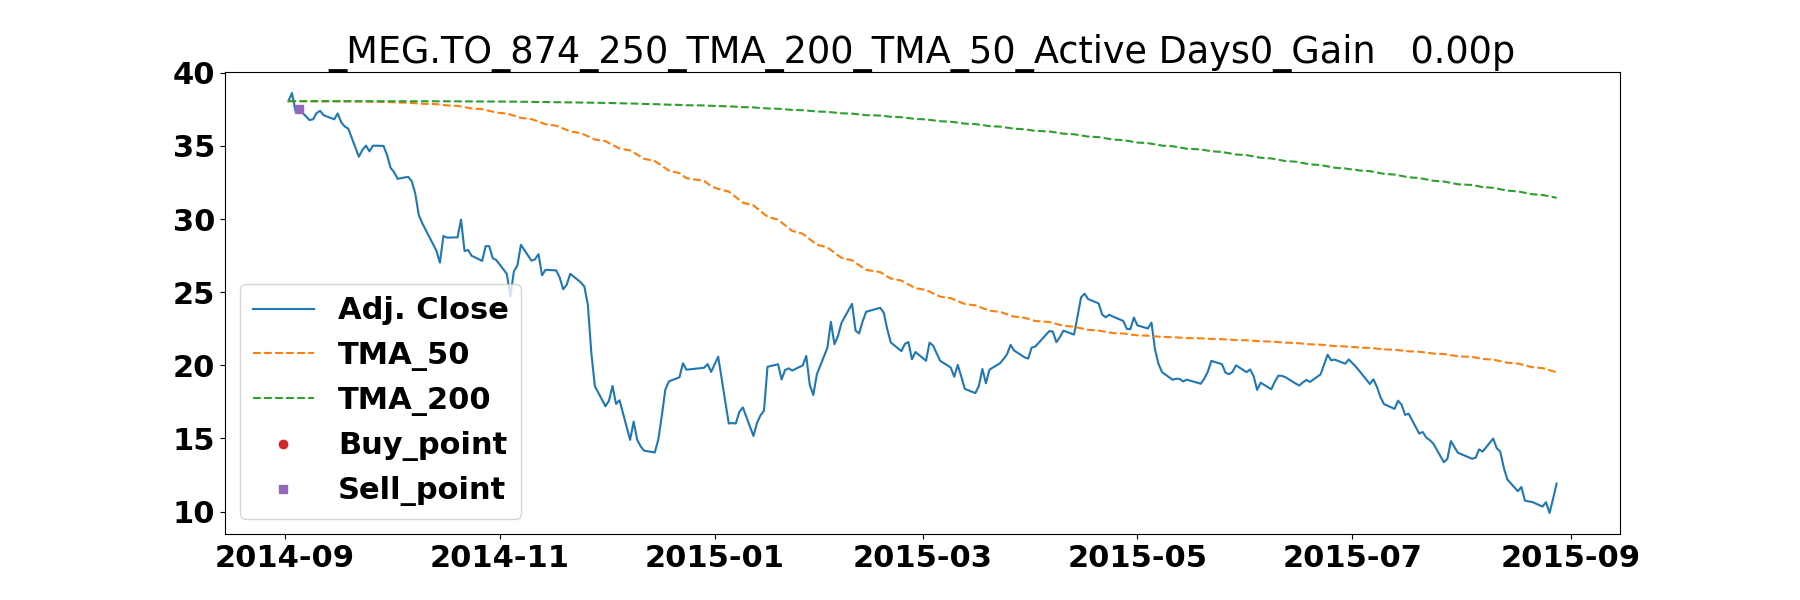 _MEG.TO_874_250_TMA_200_TMA_50_Active Days0_Gain   0.00p
40
35
30
25
20
15
10
Adj. Close
TMA_50
TMA_200
Buy_point
Sell_point
2014-09 2014-11 2015-01 2015-03 2015-05 2015-07 2015-09